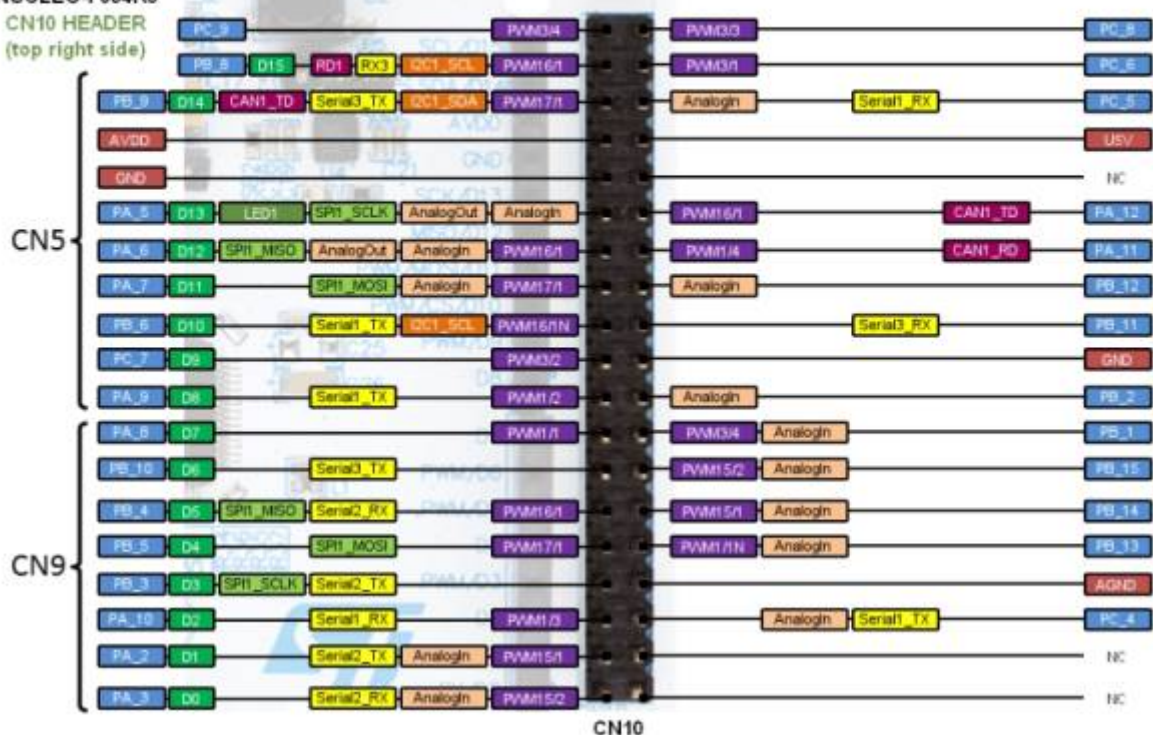 CN10 HEADER
(top right side)
PC_9 PWM3/4 PWM3/3 PC_8
PB_8 D15 RD1 RX3 I2C1_SCL PWM16/1 PWM3/1 PC_6
PB_9 D14 CAN1_TD Serial3_TX I2C1_SDA PWM17/1 AnalogIn Serial1_RX PC_5
AVDD U5V
GND NC
PA_5 D13 LED1 SPI1_SCLK AnalogOut AnalogIn PWM16/1 CAN1_TD PA_12
CN5
PA_6 D12 SPI1_MISO AnalogOut AnalogIn PWM16/1 PWM1/4 CAN1_RD PA_11
PA_7 D11 SPI1_MOSI AnalogIn PWM17/1 AnalogIn PB_12
PB_6 D10 Serial1_TX I2C1_SCL PWM16/1N Serial3_RX PB_11
PC_7 D9 PWM3/2 GND
PA_9 D8 Serial1_TX PWM1/2 AnalogIn PB_2
PA_8 D7 PWM1/1 PWM3/4 AnalogIn PB_1
PB_10 D6 Serial3_TX PWM15/2 AnalogIn PB_15
PB_4 D5 SPI1_MISO Serial2_RX PWM16/1 PWM15/1 AnalogIn PB_14
PB_5 D4 SPI1_MOSI PWM17/1 PWM1/1N AnalogIn PB_13
CN9
PB_3 D3 SPI1_SCLK Serial2_TX AGND
PA_10 D2 Serial1_RX PWM1/3 AnalogIn Serial1_TX PC_4
PA_2 D1 Serial2_TX AnalogIn PWM15/1 NC
PA_3 D0 Serial2_RX AnalogIn PWM15/2 NC
CN10